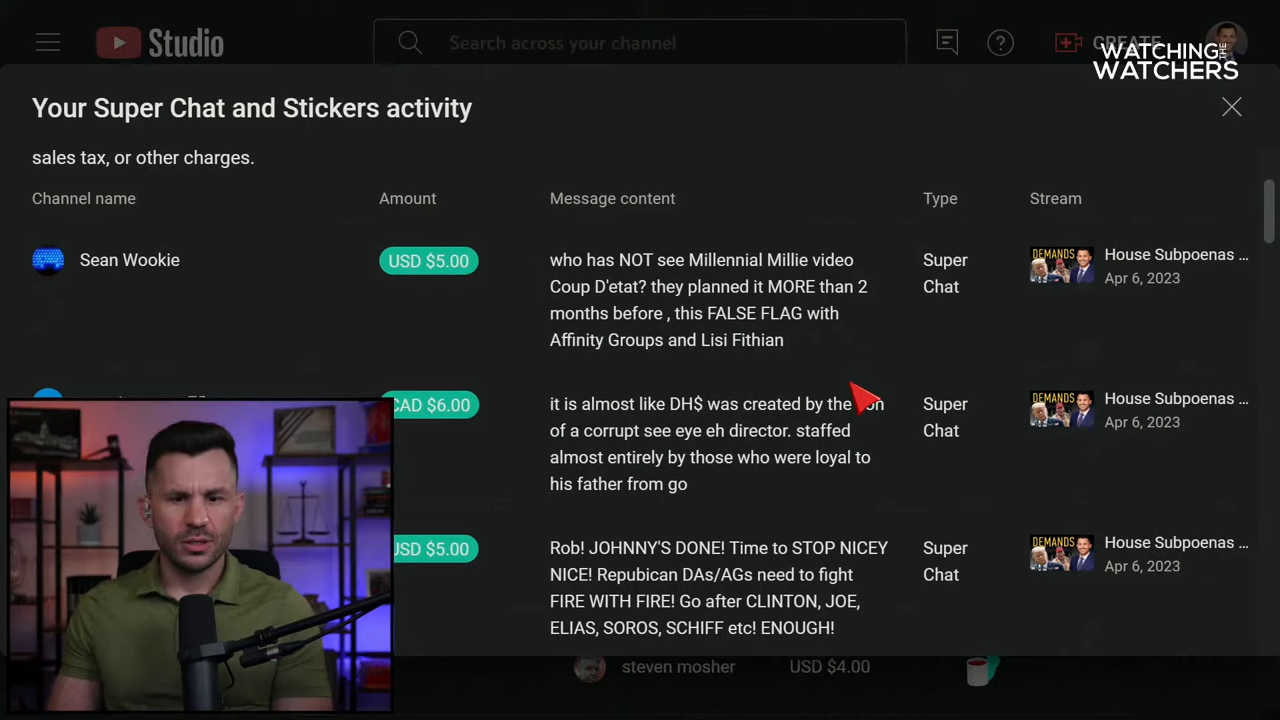 Studio
Search across your channel
CREATE
WATCHING THE
WATCHERS
Your Super Chat and Stickers activity
sales tax, or other charges.
Channel name
Amount
Message content
Type
Stream
Sean Wookie
USD $5.00
who has NOT see Millennial Millie video
Coup D'etat? they planned it MORE than 2
months before , this FALSE FLAG with
Affinity Groups and Lisi Fithian
Super
Chat
DEMANDS
House Subpoenas ...
Apr 6, 2023
CAD $6.00
it is almost like DH$ was created by the
of a corrupt see eye eh director. staffed
almost entirely by those who were loyal to
his father from go
Super
Chat
DEMANDS
House Subpoenas ...
Apr 6, 2023
USD $5.00
Rob! JOHNNY'S DONE! Time to STOP NICEY
NICE! Repubican DAs/AGs need to fight
FIRE WITH FIRE! Go after CLINTON, JOE,
ELIAS, SOROS, SCHIFF etc! ENOUGH!
Super
Chat
DEMANDS
House Subpoenas ...
Apr 6, 2023
steven mosher
USD $4.00